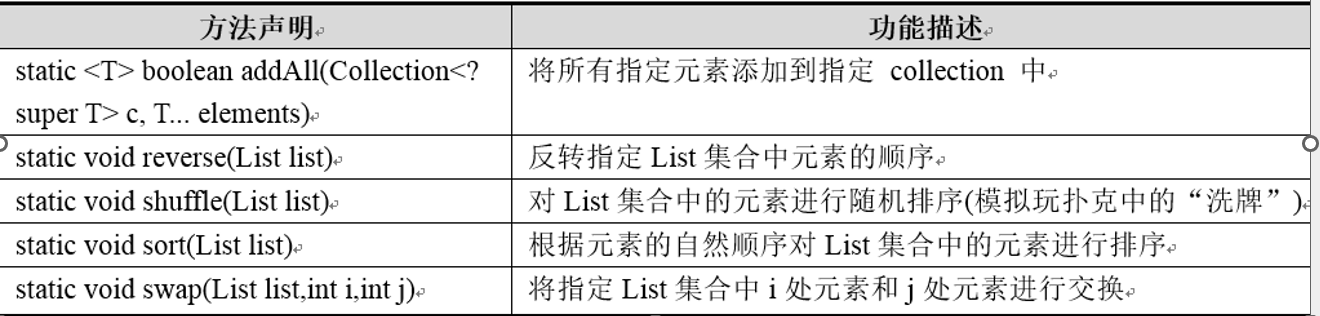 方法声明
功能描述
static <T> boolean addAll(Collection<?
super T> c, T... elements)
将所有指定元素添加到指定 collection 中
static void reverse(List list)
反转指定 List 集合中元素的顺序
static void shuffle(List list)
对 List 集合中的元素进行随机排序(模拟玩扑克中的“洗牌”)
static void sort(List list)
根据元素的自然顺序对 List 集合中的元素进行排序
static void swap(List list,int i,int j)
将指定 List 集合中 i 处元素和 j 处元素进行交换